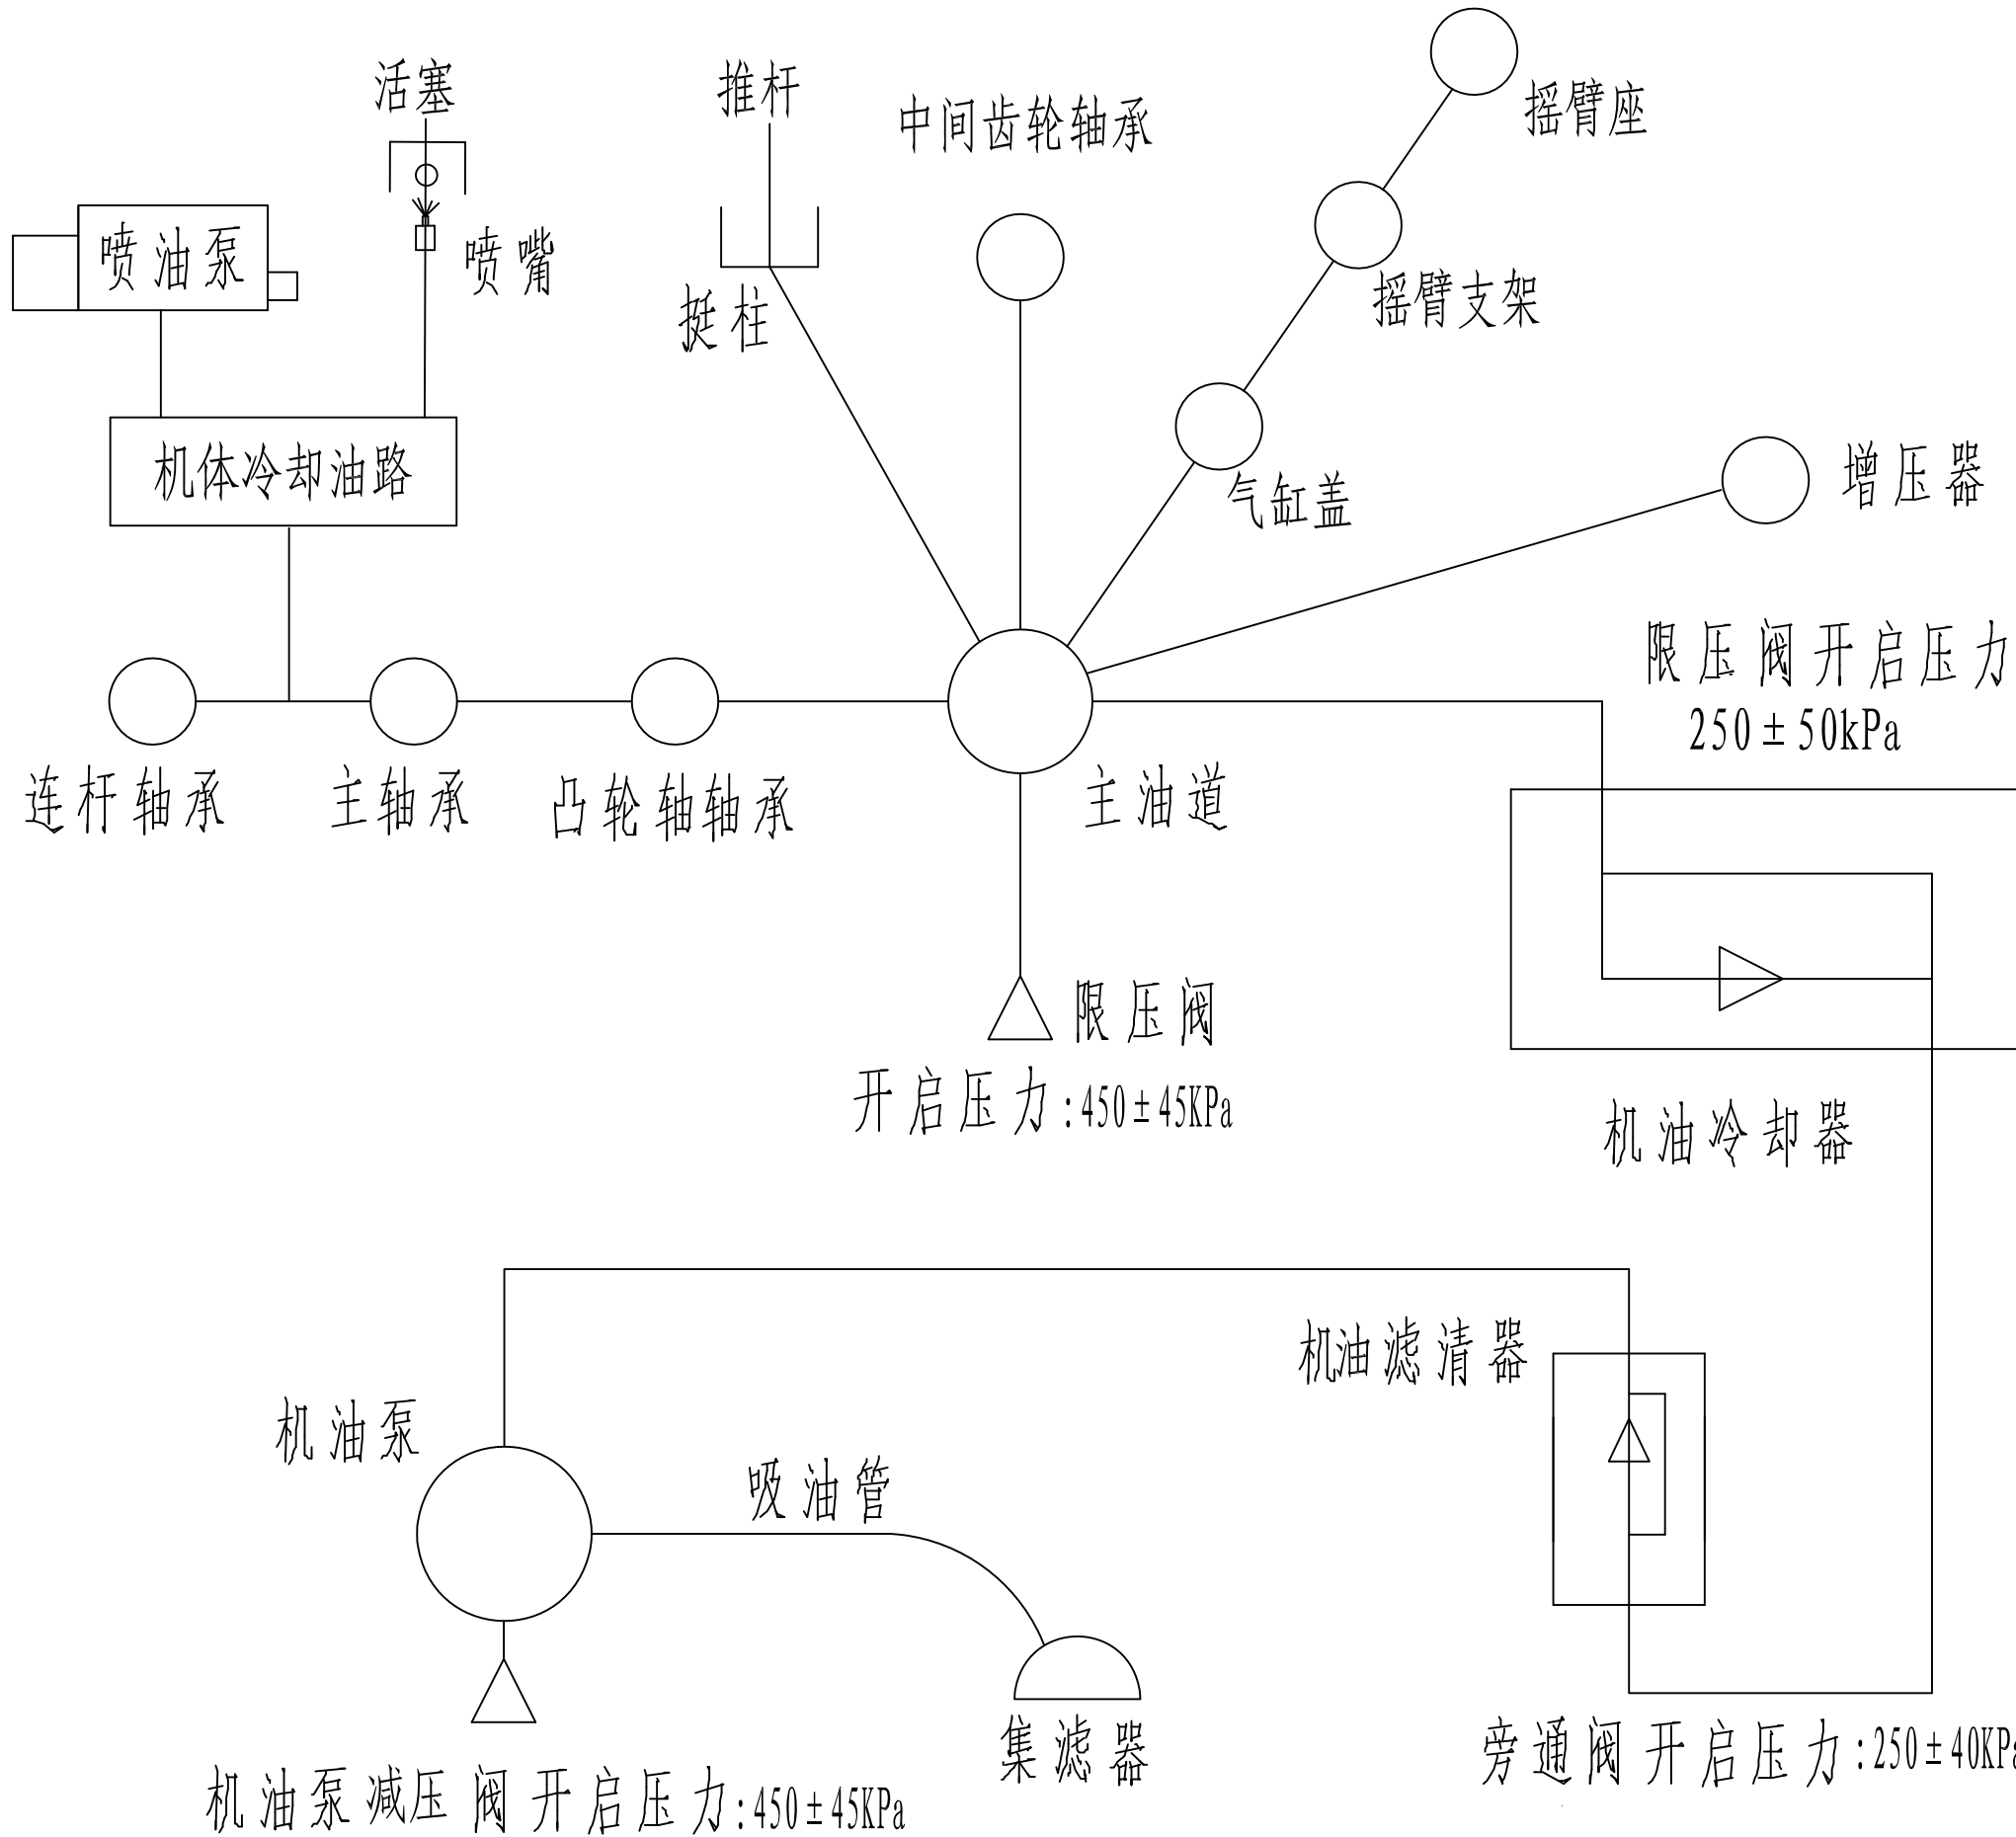 活塞
推杆
中间齿轮轴承
摇臂座
喷油泵
喷嘴
挺柱
摇臂支架
机体冷却油路
气缸盖
增压器
限压阀开启压力
250±50kPa
连杆轴承
主轴承
凸轮轴轴承
主油道
限压阀
开启压力:450±45KPa
机油冷却器
机油滤清器
机油泵
吸油管
集滤器
旁通阀开启压力:250±40KPa
机油泵减压阀开启压力:450±45KPa